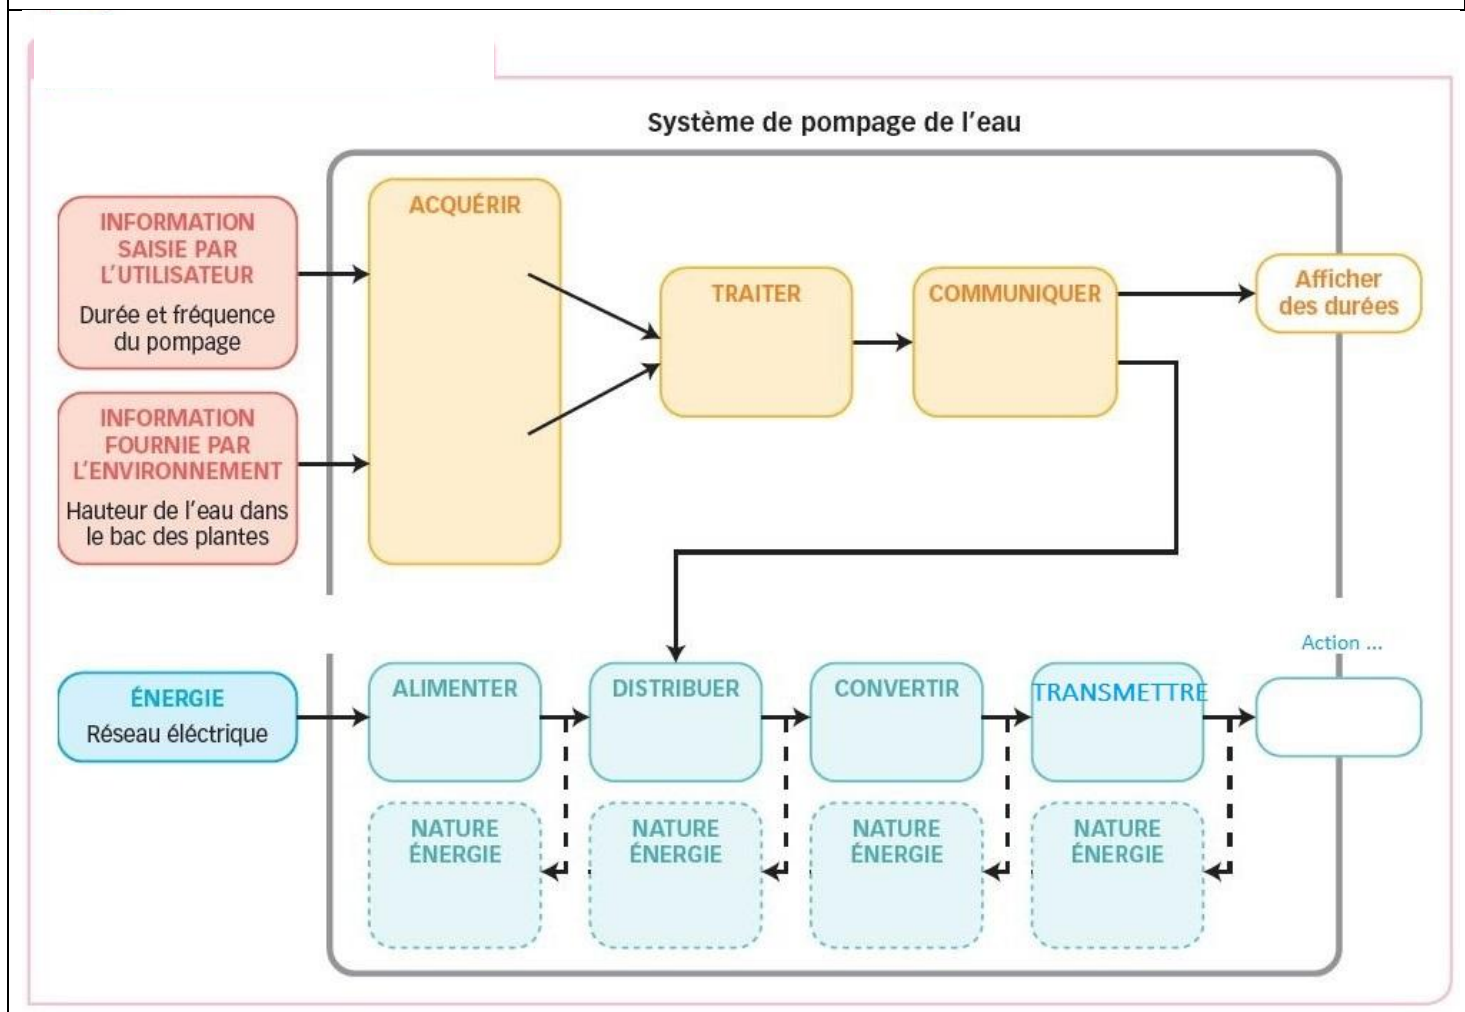 Système de pompage de l'eau
INFORMATION
SAISIE PAR
L'UTILISATEUR
Durée et fréquence
du pompage
INFORMATION
FOURNIE PAR
L'ENVIRONNEMENT
Hauteur de l'eau dans
le bac des plantes
ACQUÉRIR
TRAITER
COMMUNIQUER
Afficher
des durées
Action ...
ÉNERGIE
Réseau éléctrique
ALIMENTER
DISTRIBUER
CONVERTIR
TRANSMETTRE
NATURE
ÉNERGIE
NATURE
ÉNERGIE
NATURE
ÉNERGIE
NATURE
ÉNERGIE